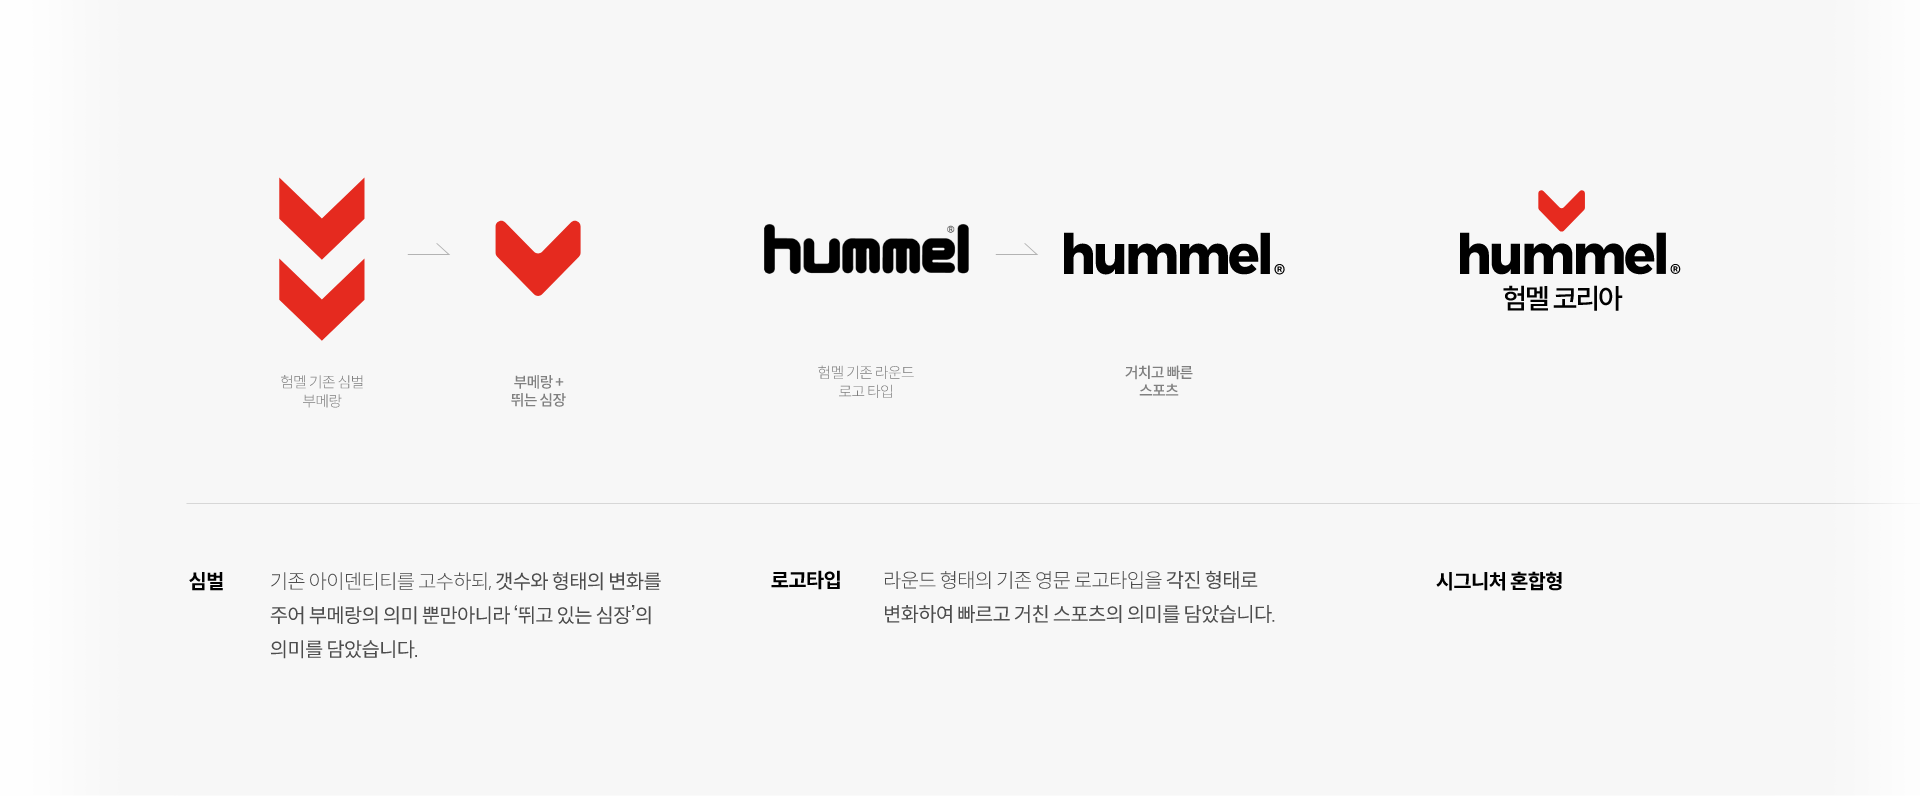 hummel®
hummel®
hummel®
험멜 코리아
험멜 기존 심벌
부메랑
부메랑 +
뛰는 심장
험멜 기존 라운드
로고 타입
거치고 빠른
스포츠
심벌
기존 아이덴티티를 고수하되, 갯수와 형태의 변화를
주어 부메랑의 의미 뿐만아니라 ‘뛰고 있는 심장’의
의미를 담았습니다.
로고타입
라운드 형태의 기존 영문 로고타입을 각진 형태로
변화하여 빠르고 거친 스포츠의 의미를 담았습니다.
시그니처 혼합형